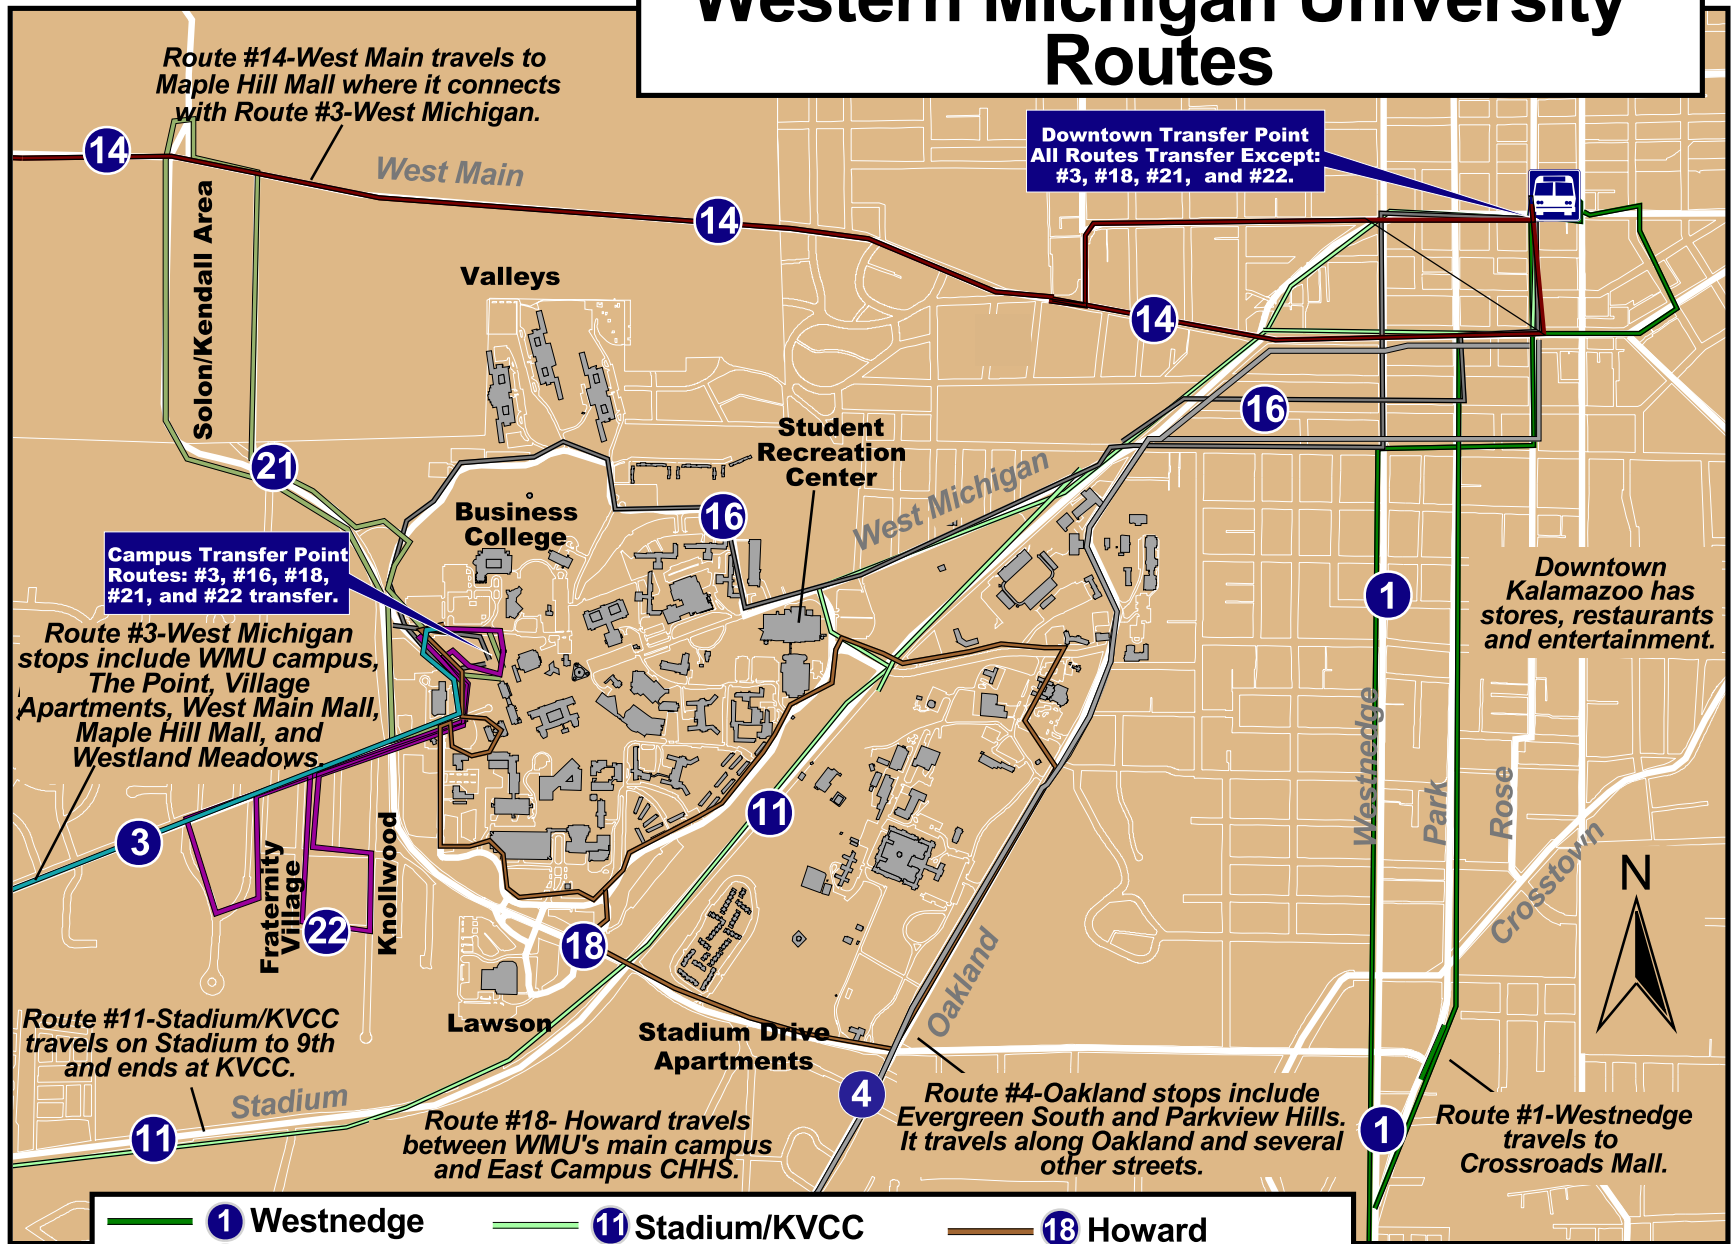 Western Michigan University
Routes
Route #14-West Main travels to
Maple Hill Mall where it connects
with Route #3-West Michigan.
14
West Main
14
Downtown Transfer Point
All Routes Transfer Except:
#3, #18, #21, and #22.
14
Solon/Kendall Area
Valleys
16
Student
Recreation
Center
21
West Michigan
Business
College
16
Campus Transfer Point
Routes: #3, #16, #18,
#21, and #22 transfer.
Downtown
Kalamazoo has
stores, restaurants
and entertainment.
1
Route #3-West Michigan
stops include WMU campus,
The Point, Village
Apartments, West Main Mall,
Maple Hill Mall, and
Westland Meadows.
Westnedge
Park
Rose
Crosstown
11
3
Fraternity
Village
Knollwood
22
18
N
Oakland
Lawson
Stadium Drive
Apartments
Route #11-Stadium/KVCC
travels on Stadium to 9th
and ends at KVCC.
Stadium
11
4
Route #18- Howard travels
between WMU's main campus
and East Campus CHHS.
Route #4-Oakland stops include
Evergreen South and Parkview Hills.
It travels along Oakland and several
other streets.
1
Route #1-Westnedge
travels to
Crossroads Mall.
1 Westnedge
11 Stadium/KVCC
18 Howard